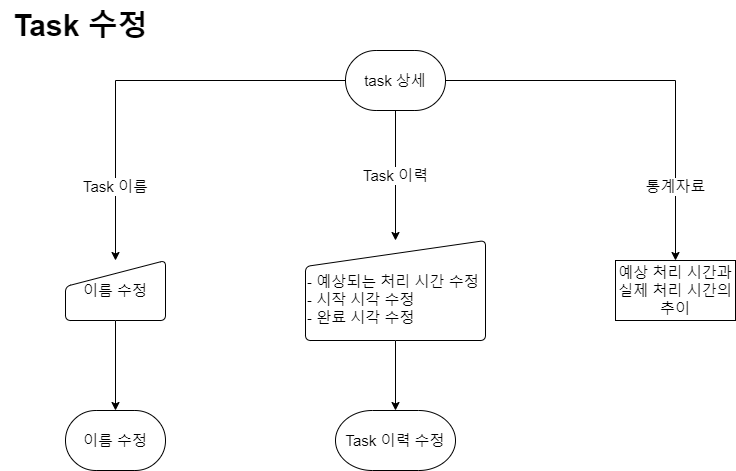 Task 수정
task 상세
Task 이름
Task 이력
통계자료
이름 수정
- 예상되는 처리 시간 수정
- 시작 시각 수정
- 완료 시각 수정
예상 처리 시간과
실제 처리 시간의
추이
이름 수정
Task 이력 수정